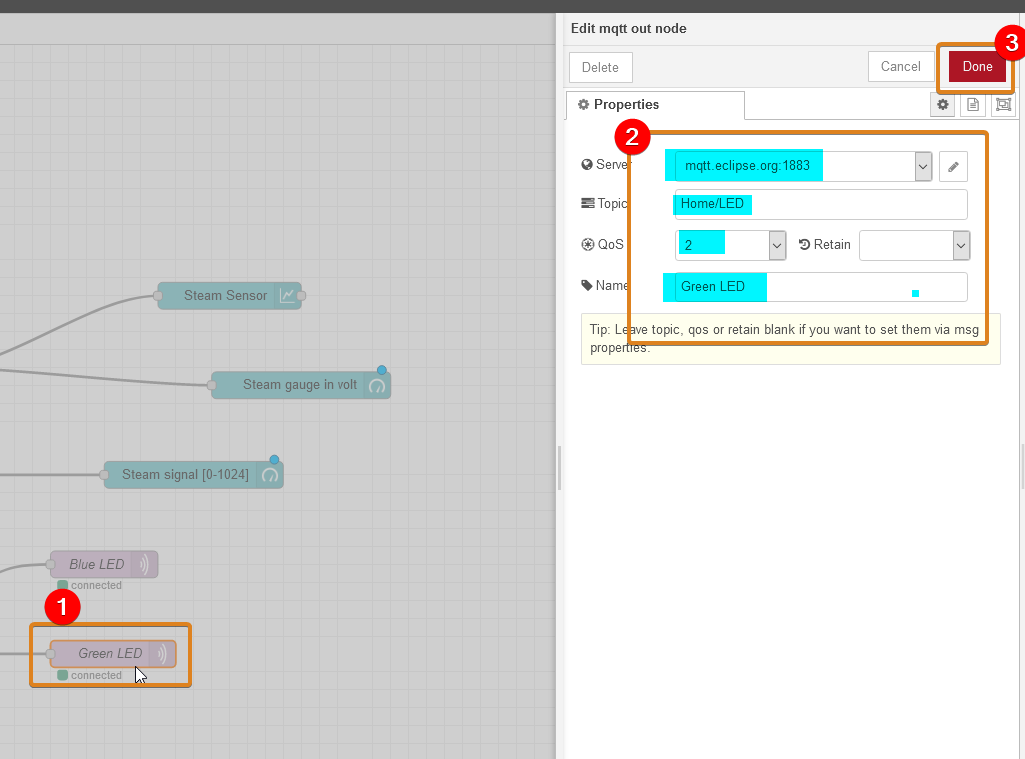 Edit mqtt out node
3
Delete
Cancel
Done
Properties
2
Server
mqtt.eclipse.org:1883
Topic
Home/LED
QoS
2
Retain
Name
Green LED
Tip: Leave topic, qos or retain blank if you want to set them via msg
properties.
Steam Sensor
Steam gauge in volt
Steam signal [0-1024]
Blue LED
connected
1
Green LED
connected